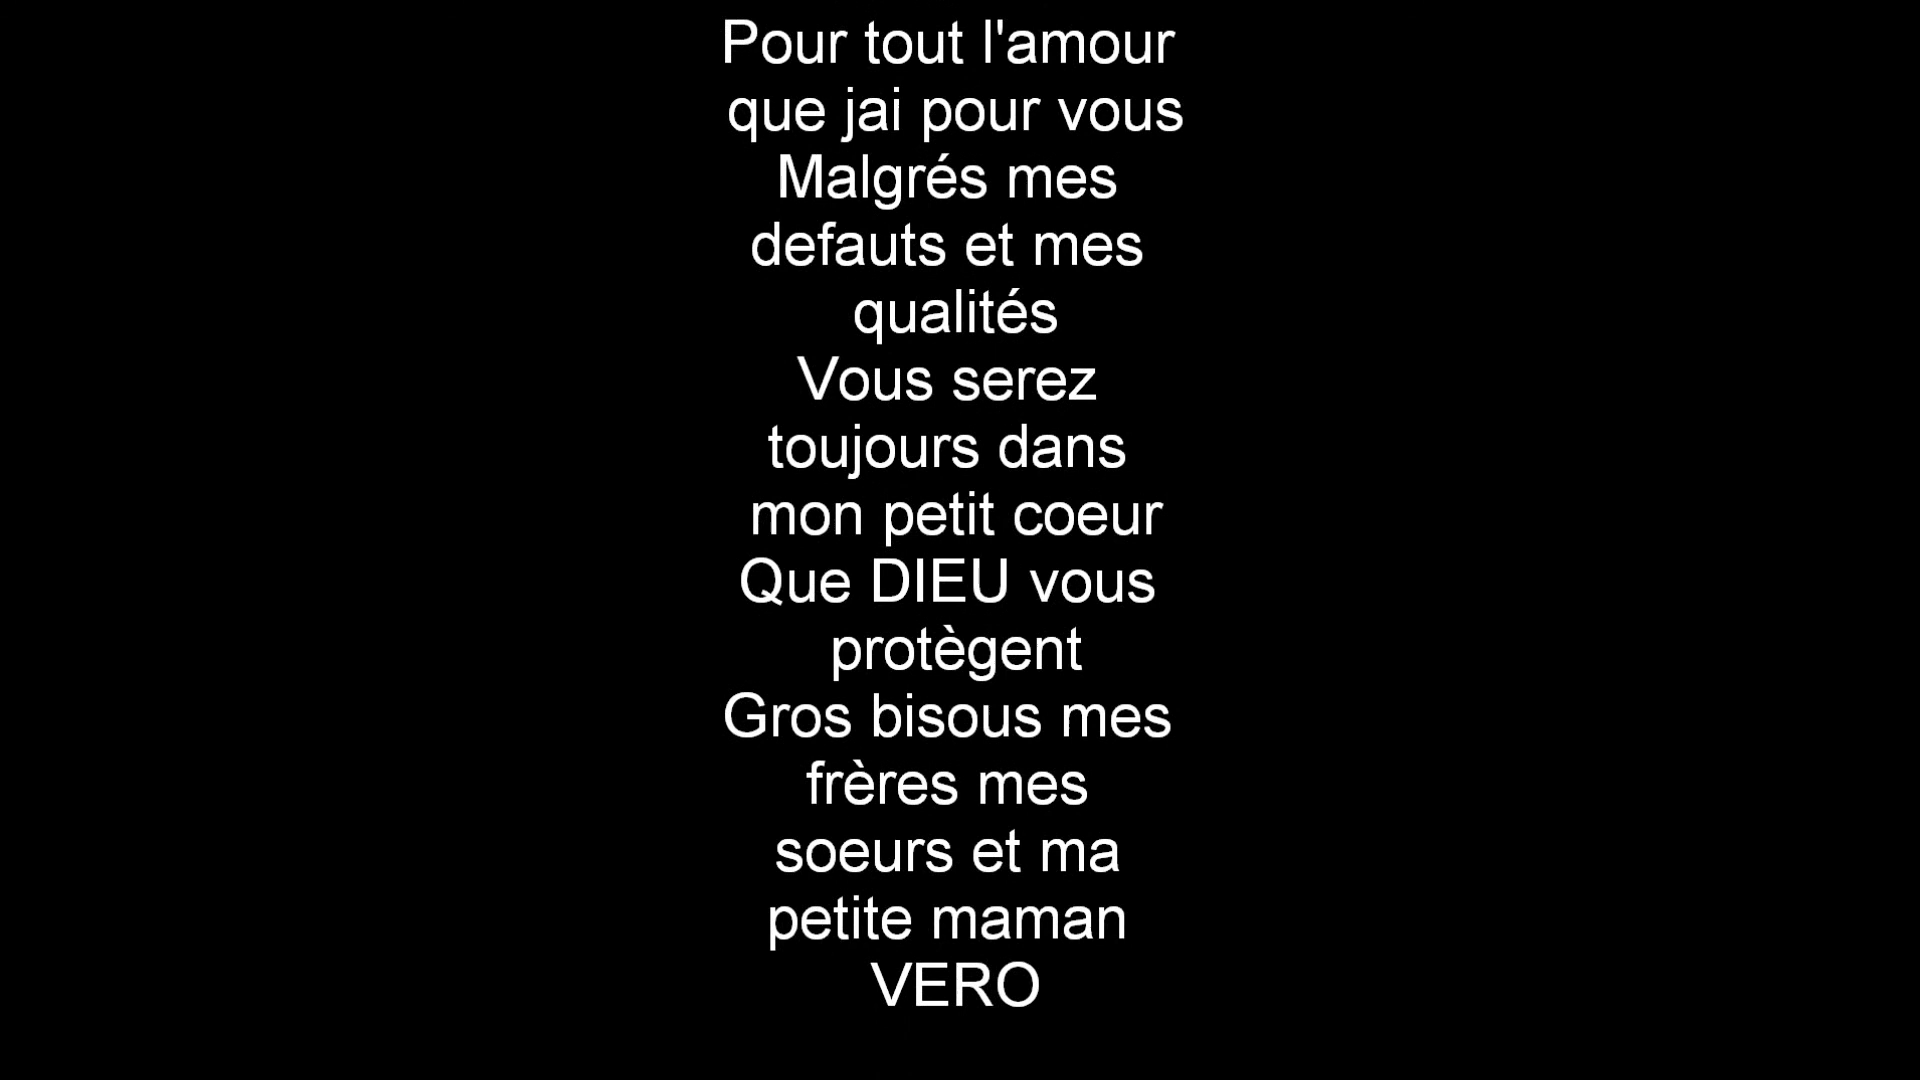 Pour tout l'amour
que jai pour vous
Malgrés mes
defauts et mes
qualités
Vous serez
toujours dans
mon petit coeur
Que DIEU vous
protègent
Gros bisous mes
frères mes
soeurs et ma
petite maman
VERO